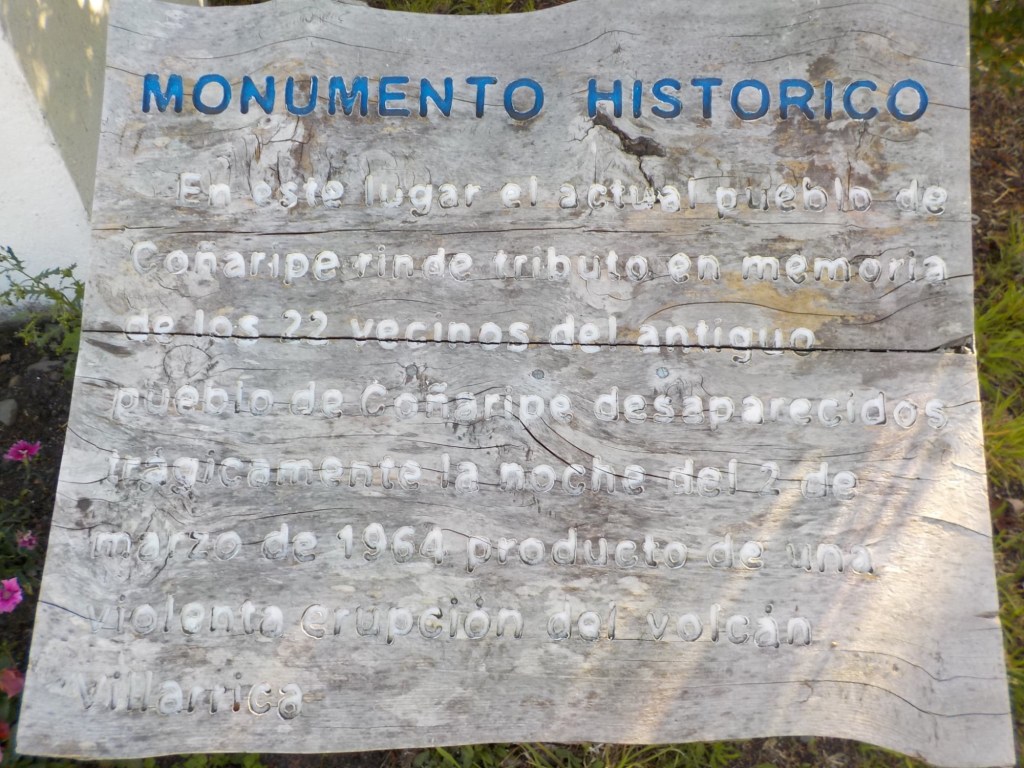 MONUMENTO HISTORICO
En este lugar el actual pueblo de
Coñaripe rinde tributo en memoria
de los 22 vecinos del antiguo
pueblo de Coñaripe desaparecidos
trágicamente la noche del 2 de
marzo de 1964 producto de una
violenta erupción del volcán
Villarrica